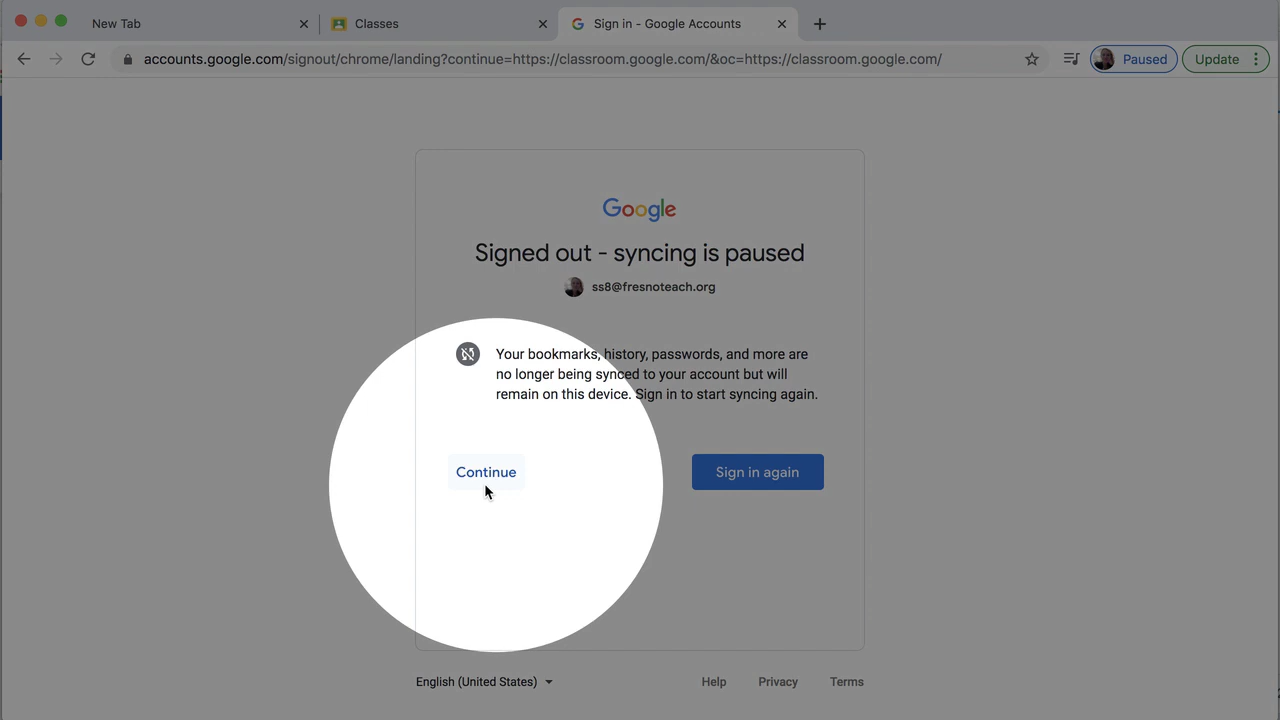 New Tab
Classes
Sign in - Google Accounts
accounts.google.com/signout/chrome/landing?continue=https://classroom.google.com/&oc=https://classroom.google.com/
Paused
Update
Google
Signed out - syncing is paused
ss8@fresnoteach.org
Your bookmarks, history, passwords, and more are
no longer being synced to your account but will
remain on this device. Sign in to start syncing again.
Continue
Sign in again
English (United States)
Help
Privacy
Terms